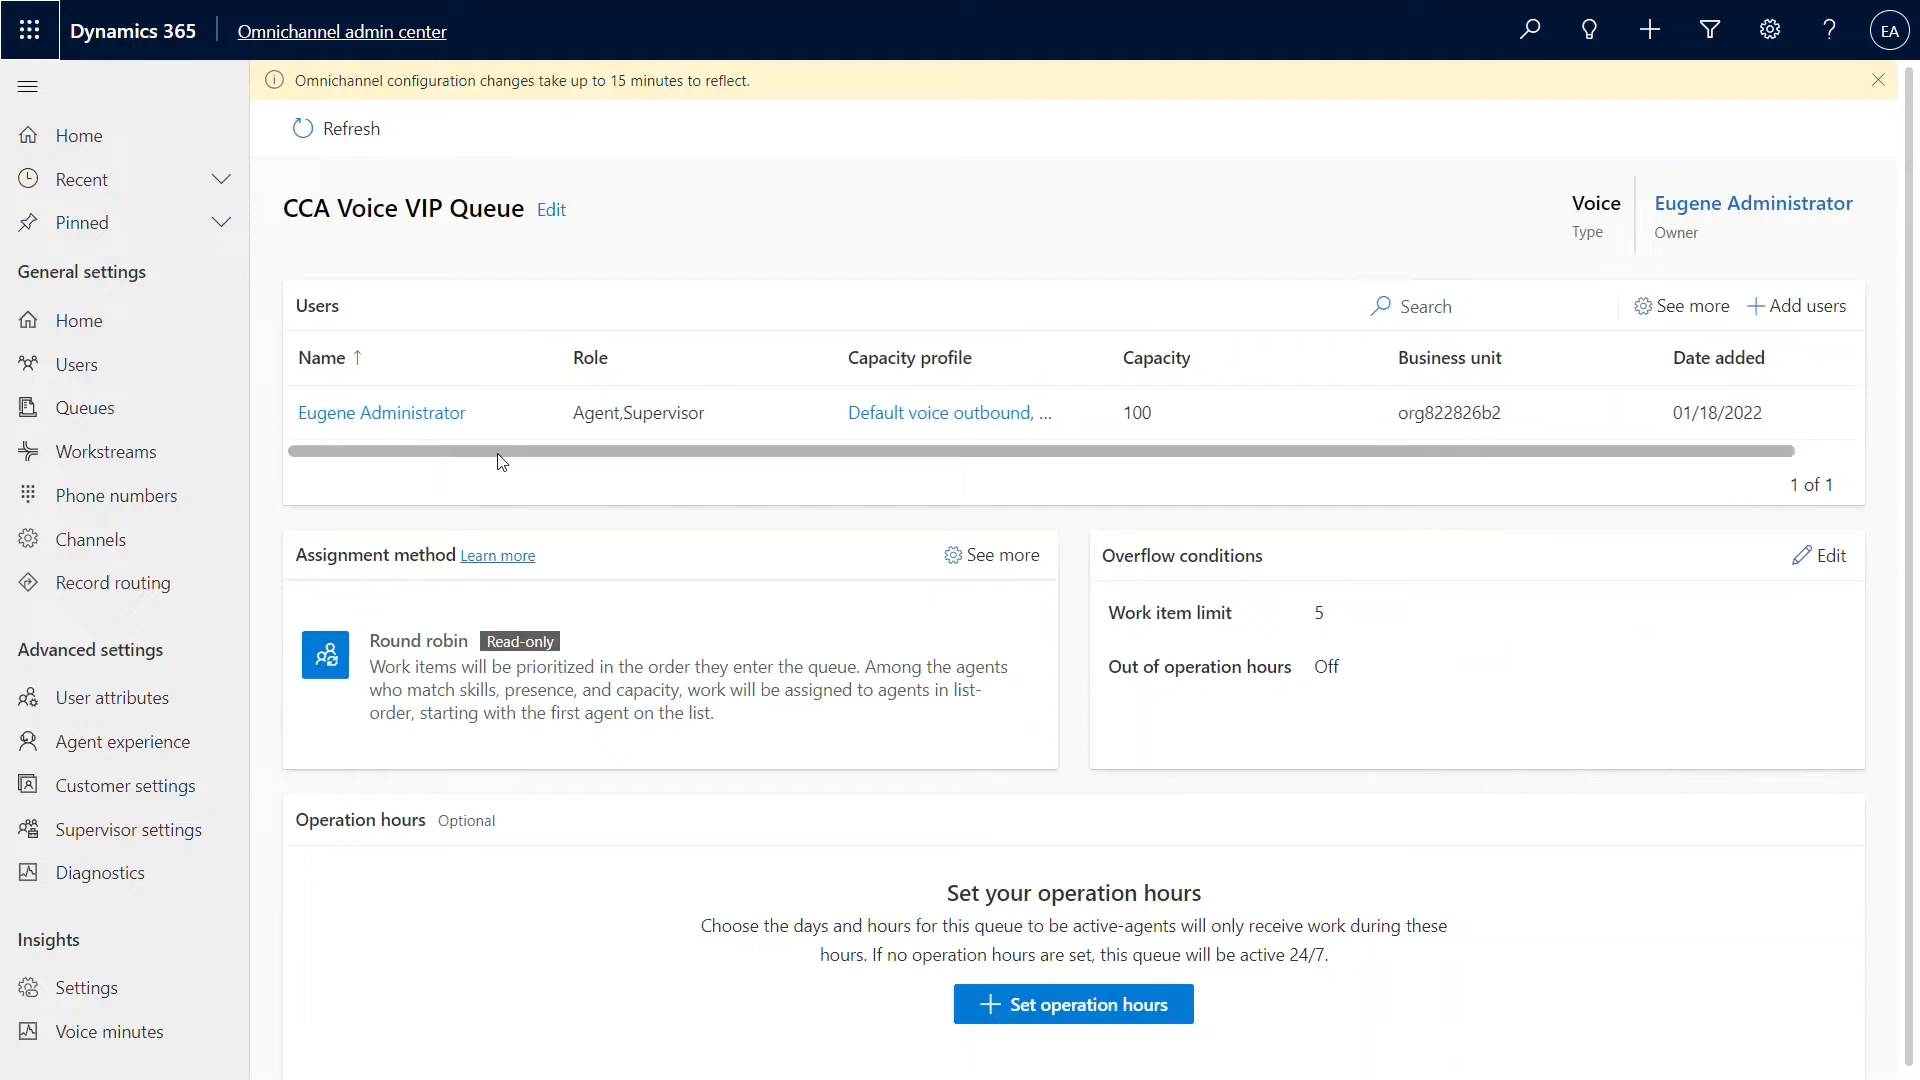 Dynamics 365
Omnichannel admin center
EA
Omnichannel configuration changes take up to 15 minutes to reflect.
Refresh
Home
Recent
Pinned
General settings
Home
Users
Queues
Workstreams
Phone numbers
Channels
Record routing
Advanced settings
User attributes
Agent experience
Customer settings
Supervisor settings
Diagnostics
Insights
Settings
Voice minutes
CCA Voice VIP Queue Edit
Voice
Type
Eugene Administrator
Owner
Users
Search
See more
Add users
Name ↑ Role Capacity profile Capacity Business unit Date added
Eugene Administrator Agent,Supervisor Default voice outbound, ... 100 org822826b2 01/18/2022
1 of 1
Assignment method Learn more
See more
Round robin Read-only
Work items will be prioritized in the order they enter the queue. Among the agents
who match skills, presence, and capacity, work will be assigned to agents in list-
order, starting with the first agent on the list.
Overflow conditions
Edit
Work item limit 5
Out of operation hours Off
Operation hours Optional
Set your operation hours
Choose the days and hours for this queue to be active-agents will only receive work during these
hours. If no operation hours are set, this queue will be active 24/7.
Set operation hours